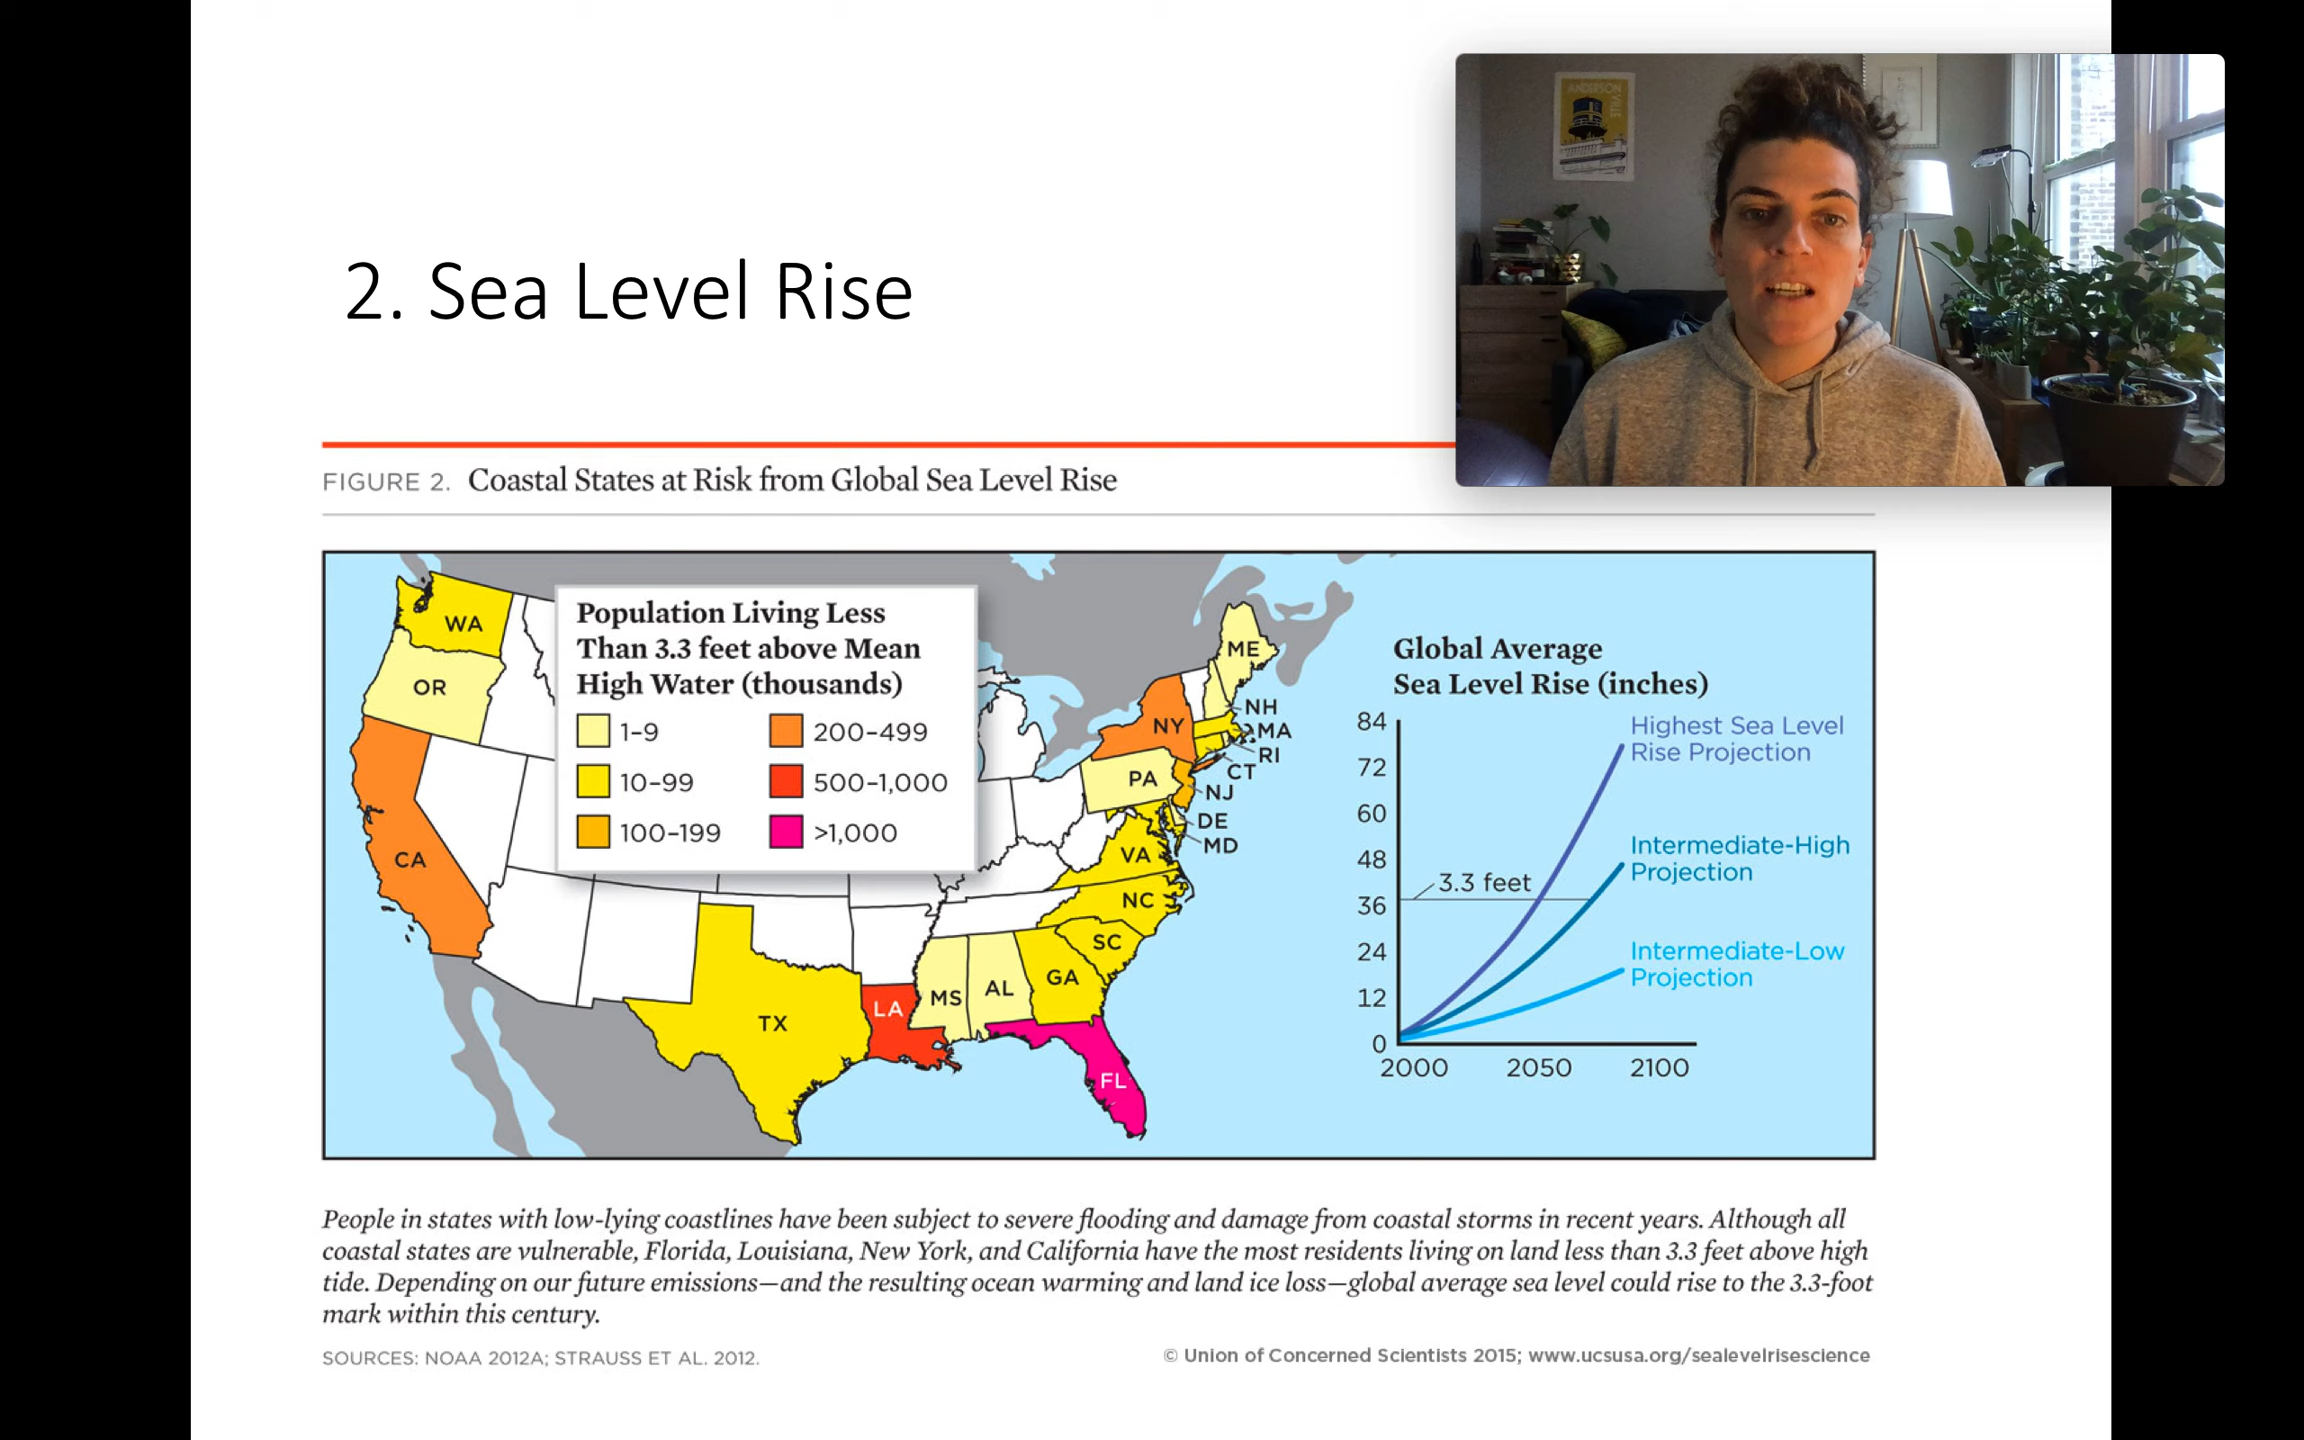 ANDERSON
VILLE
2. Sea Level Rise
FIGURE 2. Coastal States at Risk from Global Sea Level Rise
Population Living Less
Than 3.3 feet above Mean
High Water (thousands)
1–9
200–499
10–99
500–1,000
100–199
>1,000
WA
OR
CA
TX
LA
MS
AL
GA
FL
SC
NC
VA
PA
NY
ME
NH
MA
RI
CT
NJ
DE
MD
Global Average
Sea Level Rise (inches)
84
72
60
48
36
24
12
0
2000 2050 2100
3.3 feet
Highest Sea Level
Rise Projection
Intermediate-High
Projection
Intermediate-Low
Projection
People in states with low-lying coastlines have been subject to severe flooding and damage from coastal storms in recent years. Although all
coastal states are vulnerable, Florida, Louisiana, New York, and California have the most residents living on land less than 3.3 feet above high
tide. Depending on our future emissions—and the resulting ocean warming and land ice loss—global average sea level could rise to the 3.3-foot
mark within this century.
SOURCES: NOAA 2012A; STRAUSS ET AL. 2012.
© Union of Concerned Scientists 2015; www.ucsusa.org/sealevelrisescience